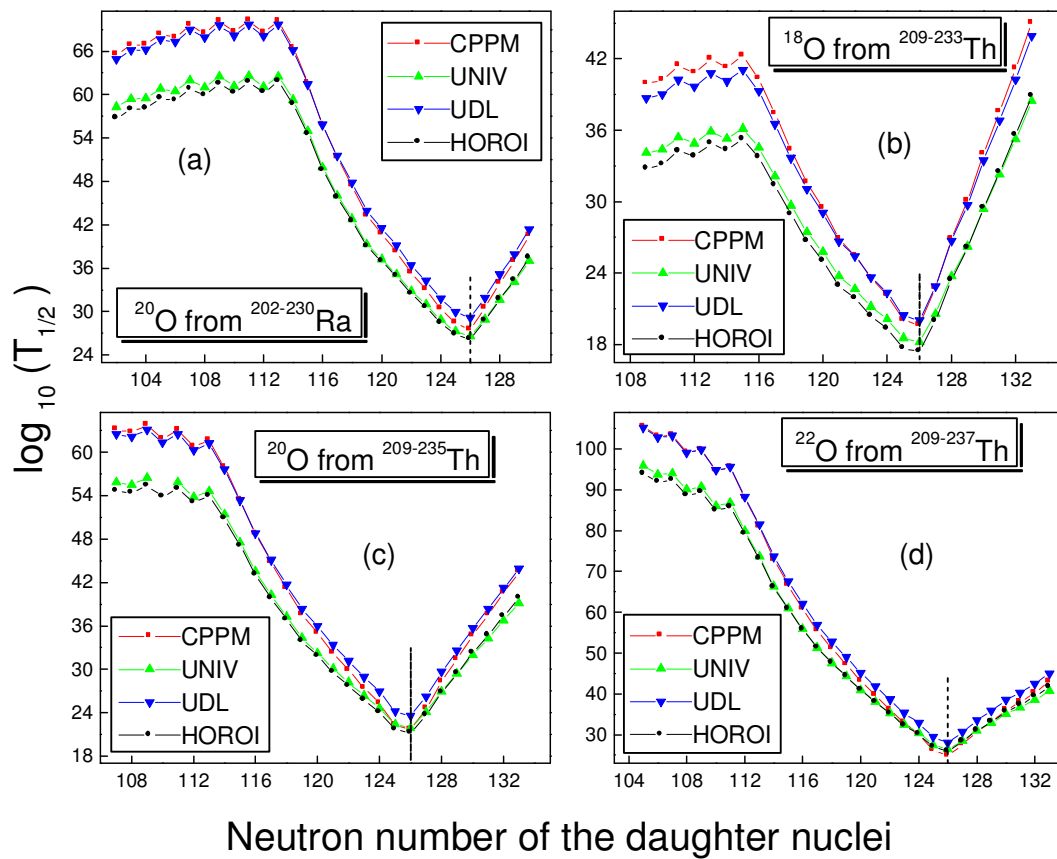 log 10 (T1/2)
66
60
54
48
42
36
30
24
104 108 112 116 120 124 128
(a)
CPPM
UNIV
UDL
HOROI
20O from 202-230Ra
42
36
30
24
18
108 112 116 120 124 128 132
(b)
18O from 209-233Th
CPPM
UNIV
UDL
HOROI
60
54
48
42
36
30
24
18
108 112 116 120 124 128 132
(c)
20O from 209-235Th
CPPM
UNIV
UDL
HOROI
100
90
80
70
60
50
40
30
104 108 112 116 120 124 128 132
(d)
22O from 209-237Th
CPPM
UNIV
UDL
HOROI
Neutron number of the daughter nuclei